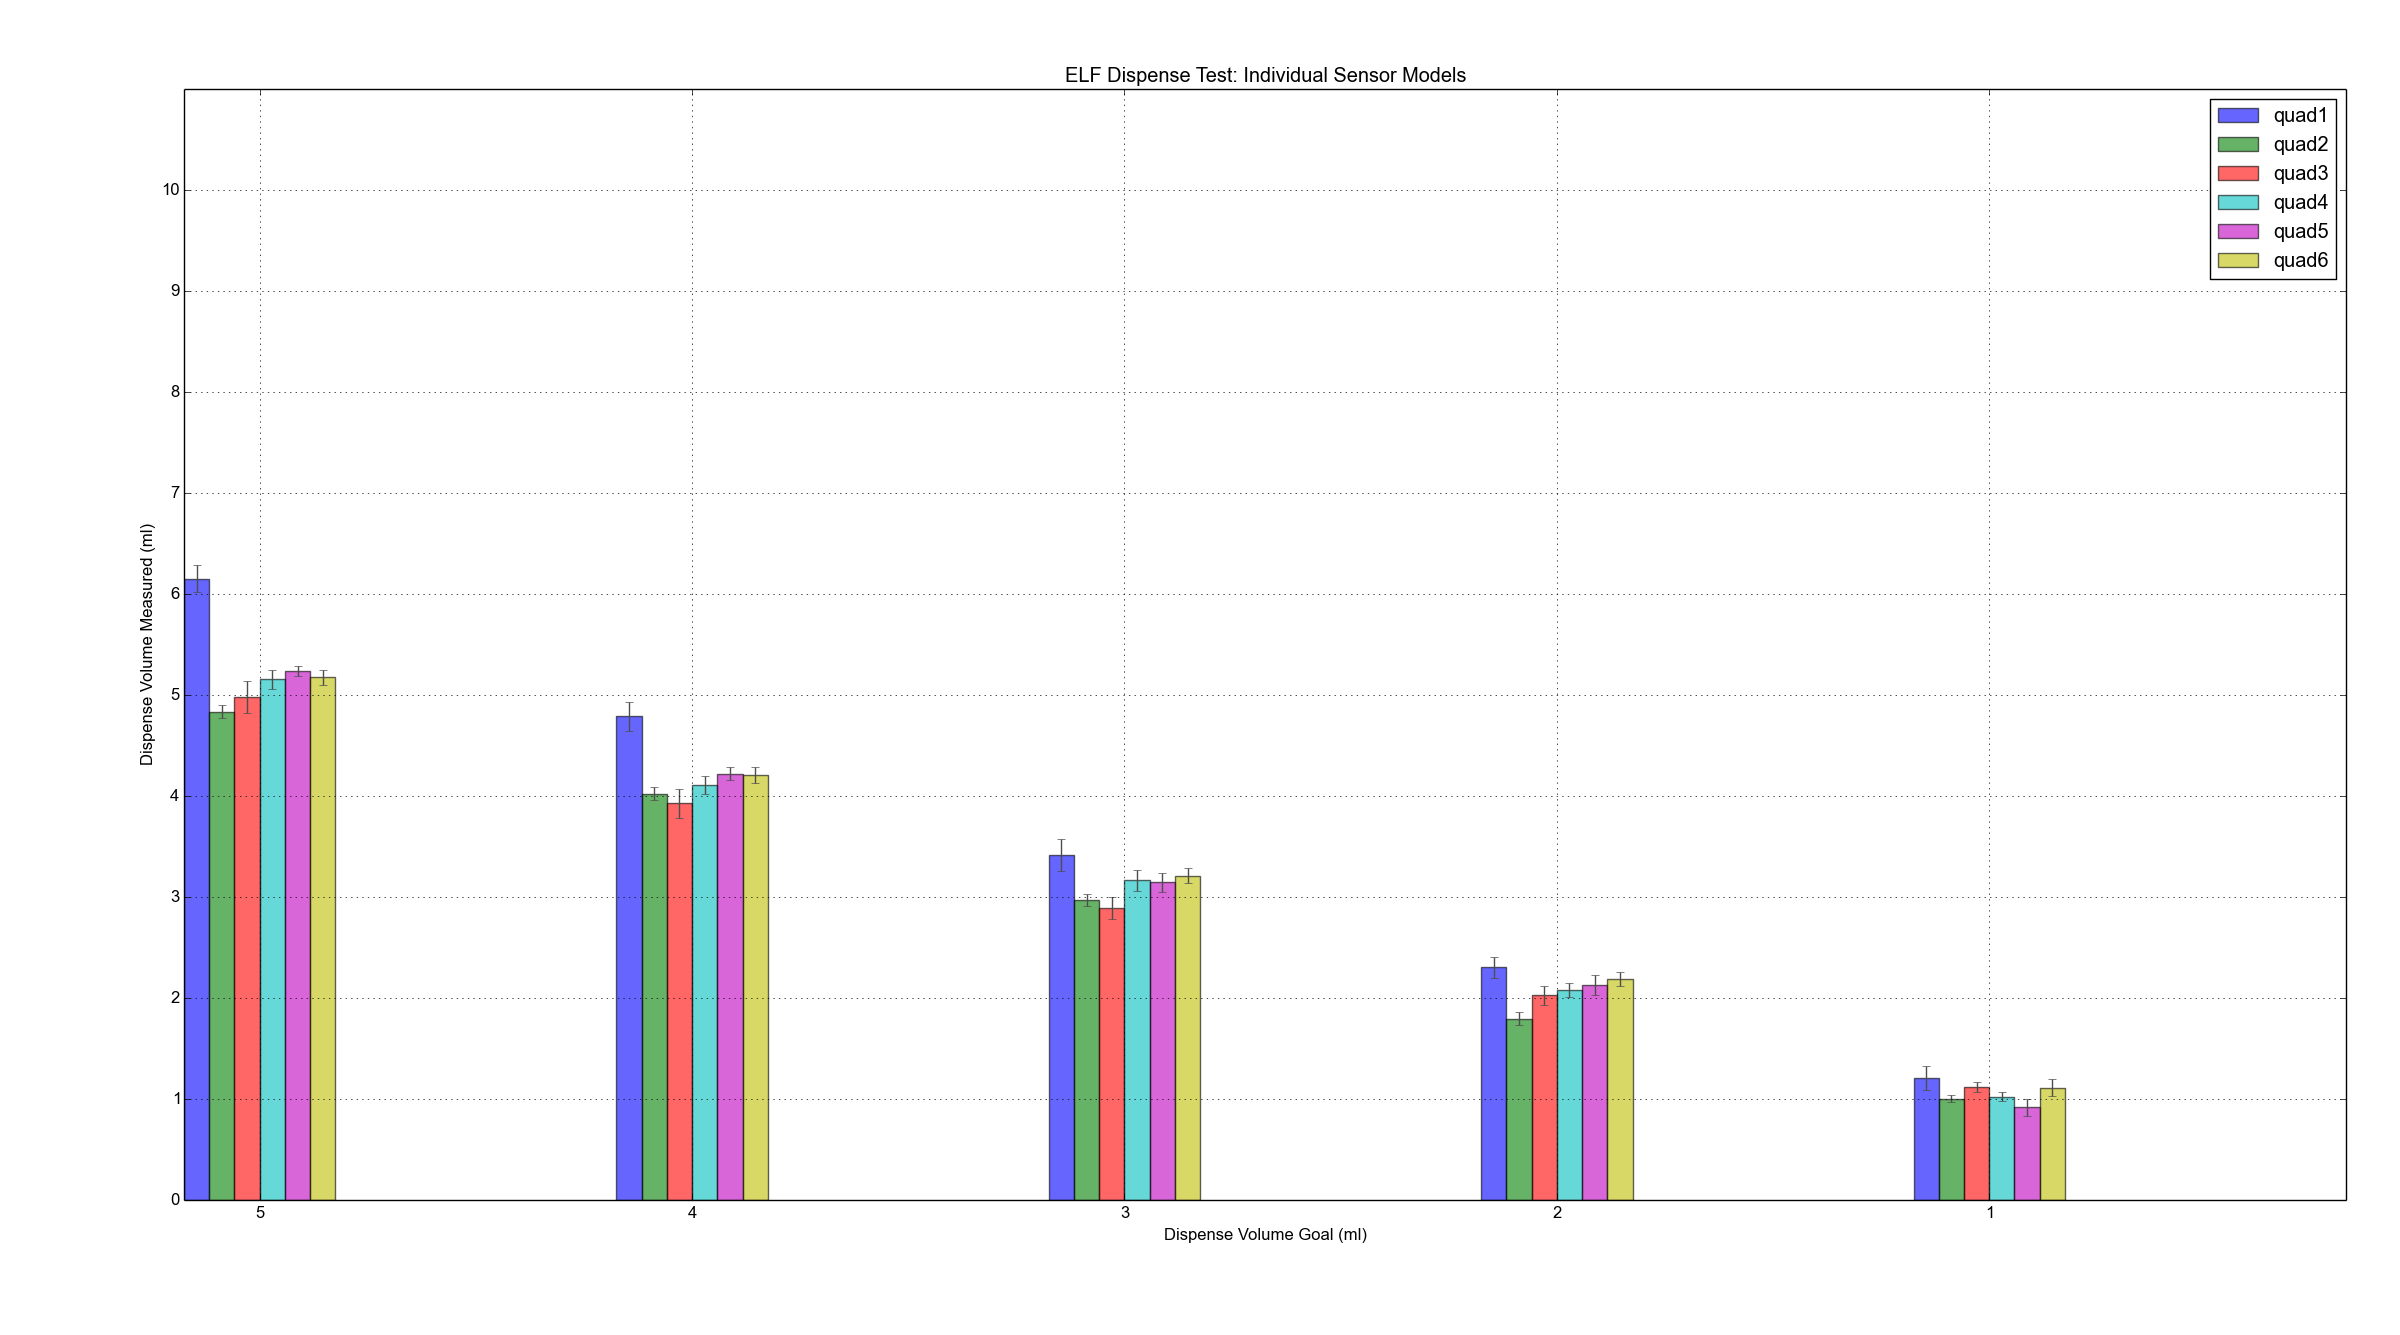 ELF Dispense Test: Individual Sensor Models
quad1
quad2
quad3
quad4
quad5
quad6
10
9
8
7
6
5
4
3
2
1
0
Dispense Volume Measured (ml)
5 4 3 2 1
Dispense Volume Goal (ml)